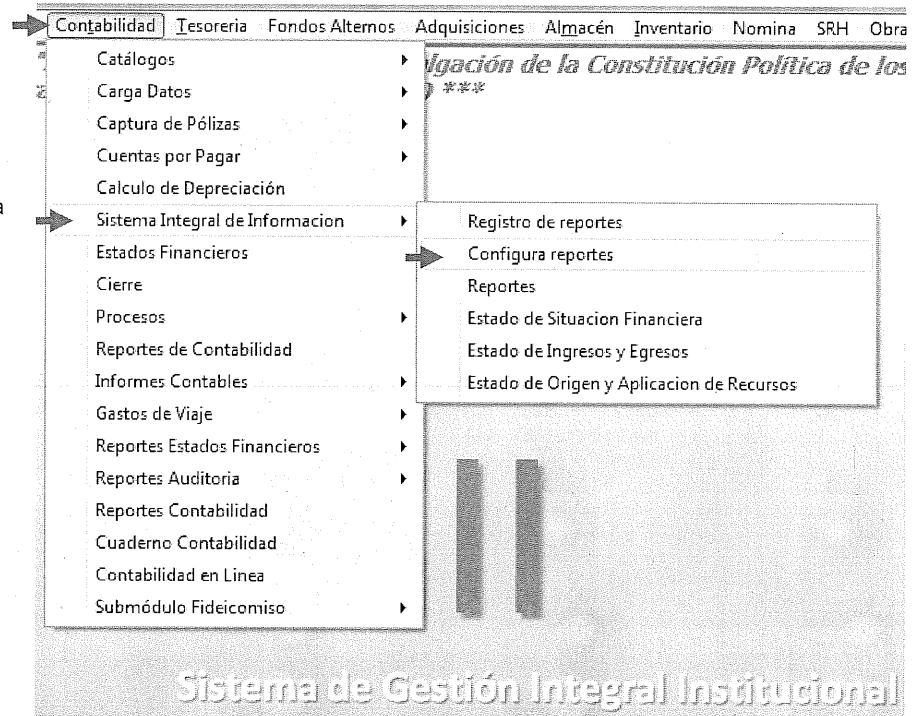 Contabilidad Tesoreria Fondos Alternos Adquisiciones Almacén Inventario Nomina SRH Obra
lgación de la Constitución Política de los
***
Catálogos
Carga Datos
Captura de Pólizas
Cuentas por Pagar
Calculo de Depreciación
a
Sistema Integral de Informacion
Estados Financieros
Cierre
Procesos
Reportes de Contabilidad
Informes Contables
Gastos de Viaje
Reportes Estados Financieros
Reportes Auditoria
Reportes Contabilidad
Cuaderno Contabilidad
Contabilidad en Linea
Submódulo Fideicomiso
Registro de reportes
Configura reportes
Reportes
Estado de Situacion Financiera
Estado de Ingresos y Egresos
Estado de Origen y Aplicacion de Recursos
II
Sistema de Gestión Integral Institucional